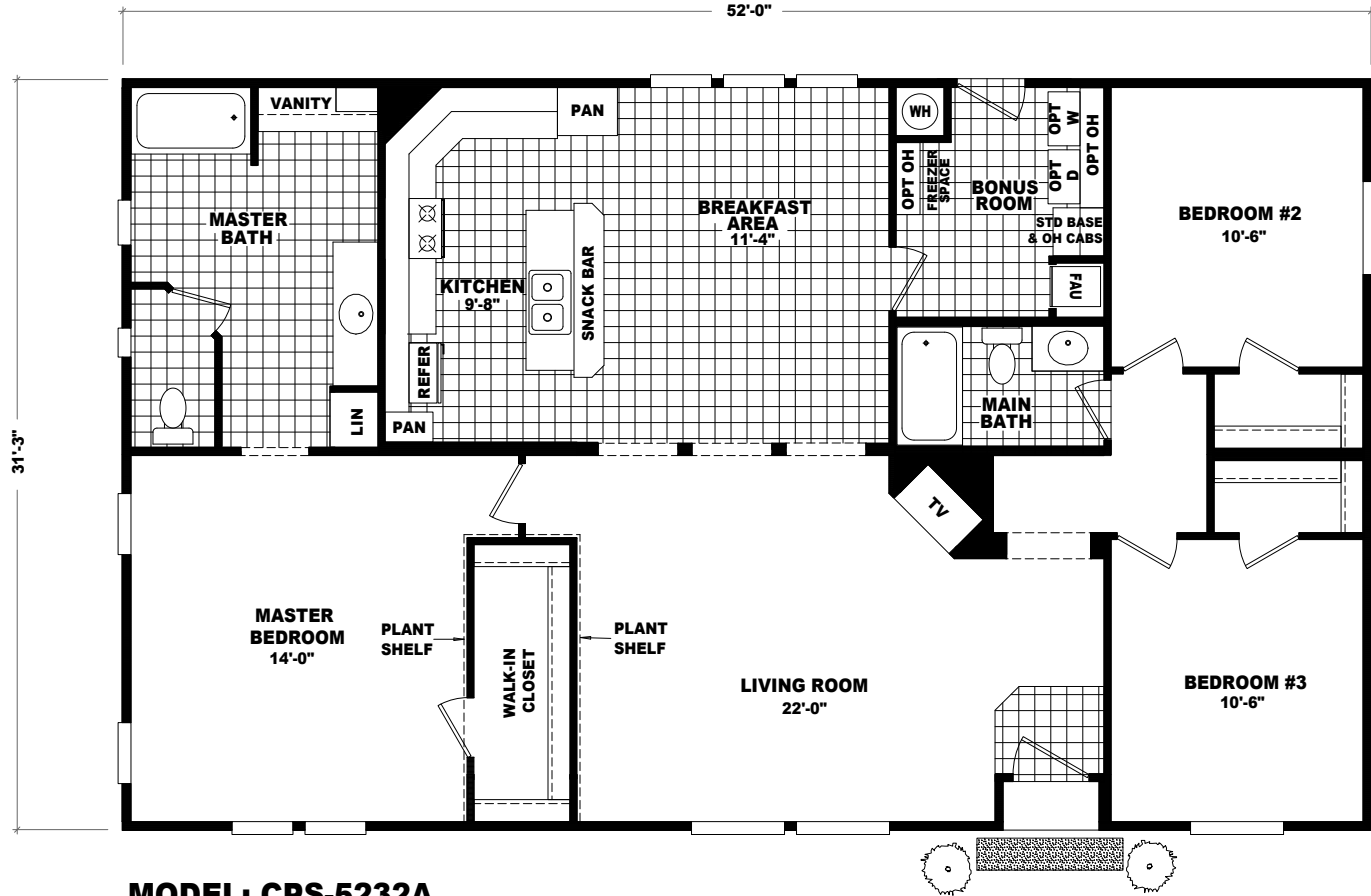 52'-0"
31'-3"
VANITY
MASTER
BATH
LIN
PAN
KITCHEN
9'-8"
REFER
PAN
SNACK BAR
BREAKFAST
AREA
11'-4"
WH
OPT OH
FREEZER
SPACE
BONUS
ROOM
OPT
W
OPT
D
OPT OH
STD BASE
& OH CABS
FAU
MAIN
BATH
BEDROOM #2
10'-6"
TV
MASTER
BEDROOM
14'-0"
PLANT
SHELF
WALK-IN
CLOSET
PLANT
SHELF
LIVING ROOM
22'-0"
BEDROOM #3
10'-6"
MODEL: CPS-5232A